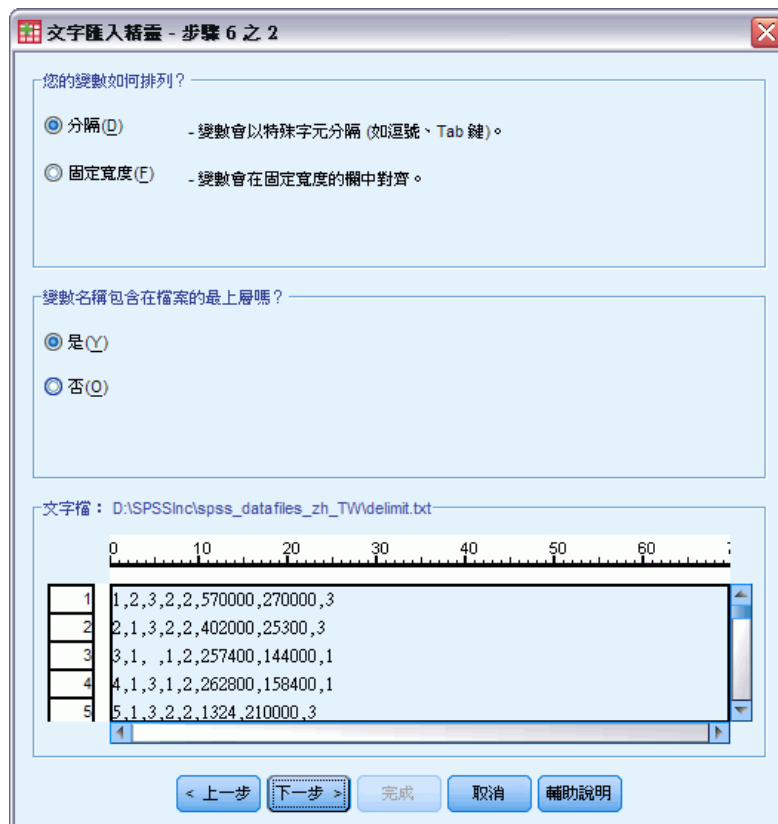 文字匯入精靈 - 步驟 6 之 2
您的變數如何排列？
分隔(D) - 變數會以特殊字元分隔 (如逗號、Tab 鍵)。
固定寬度(F) - 變數會在固定寬度的欄中對齊。
變數名稱包含在檔案的最上層嗎？
是(Y)
否(O)
文字檔： D:\SPSSInc\spss_datafiles_zh_TW\delimit.txt
0 10 20 30 40 50 60
1 1,2,3,2,2,570000,270000,3
2 2,1,3,2,2,402000,25300,3
3 3,1, ,1,2,257400,144000,1
4 4,1,3,1,2,262800,158400,1
5 5,1,3,2,2,1324,210000,3
< 上一步 下一步 > 完成 取消 輔助說明